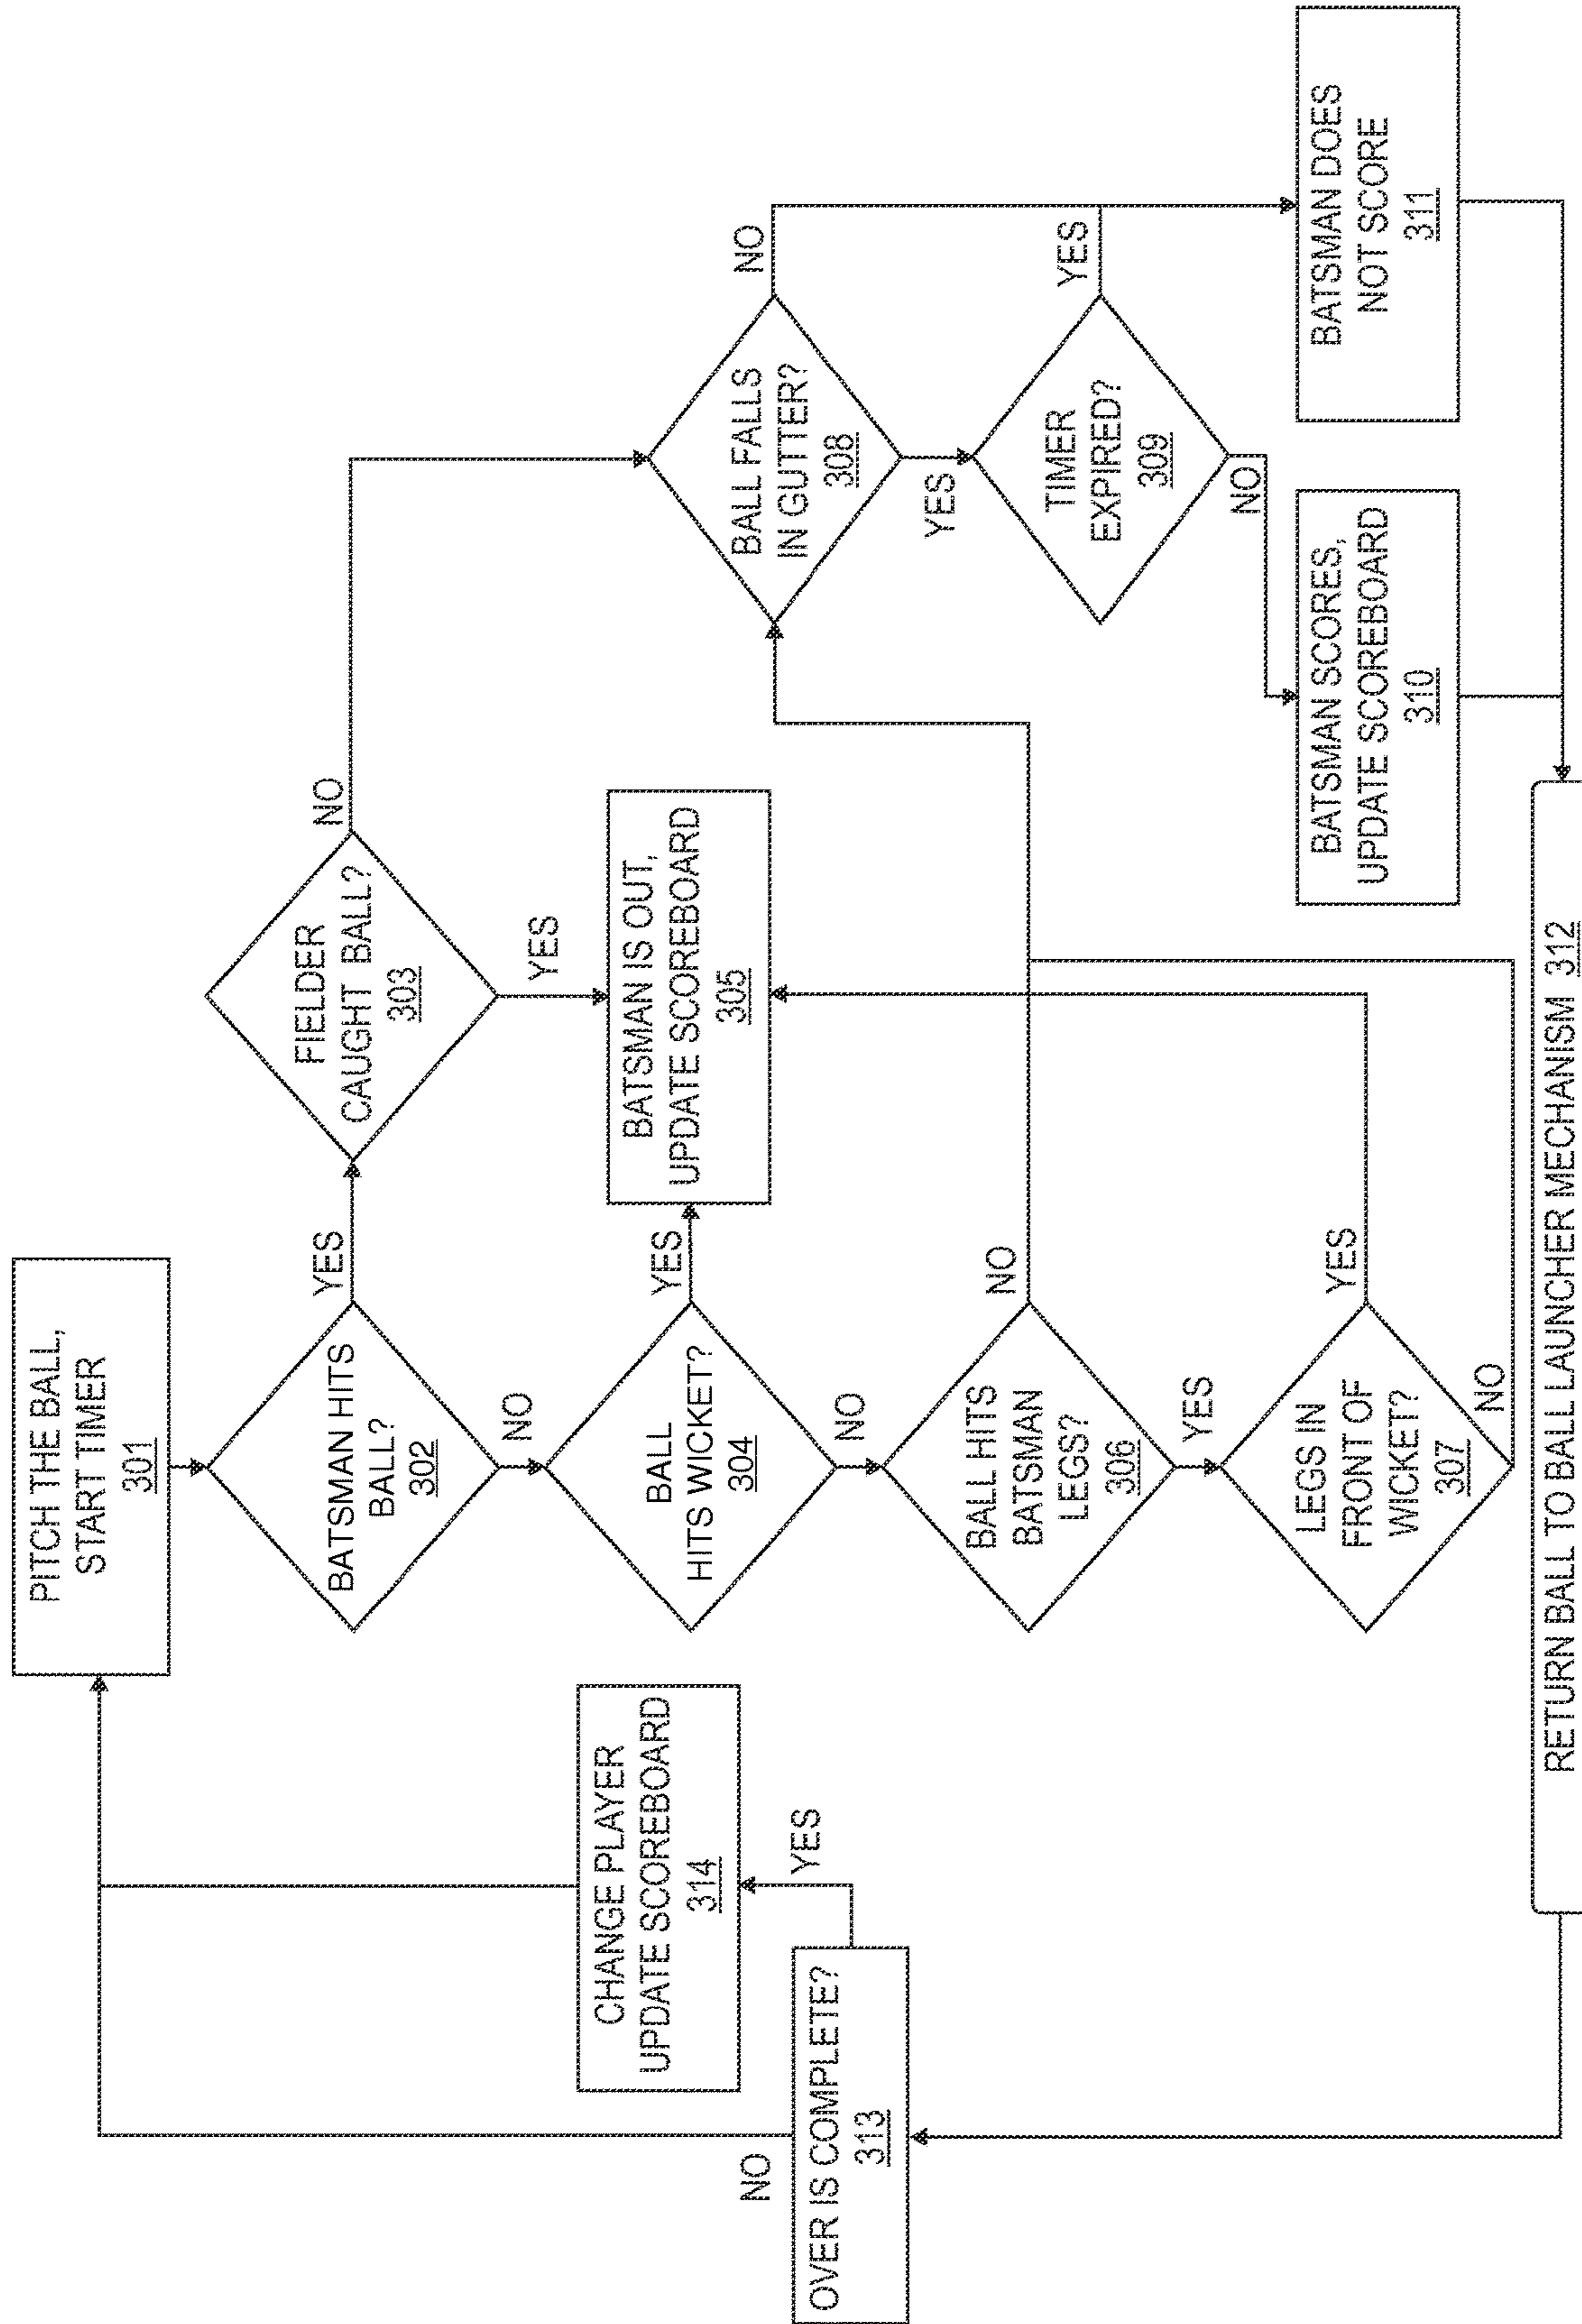 PITCH THE BALL,
START TIMER
301
BATSMAN HITS
BALL?
302
YES
NO
FIELDER
CAUGHT BALL?
303
NO
YES
BALL
HITS WICKET?
304
YES
NO
BATSMAN IS OUT,
UPDATE SCOREBOARD
305
BALL HITS
BATSMAN
LEGS?
306
NO
YES
LEGS IN
FRONT OF
WICKET?
307
YES
NO
BALL FALLS
IN GUTTER?
308
NO
YES
TIMER
EXPIRED?
309
YES
NO
BATSMAN SCORES,
UPDATE SCOREBOARD
310
BATSMAN DOES
NOT SCORE
311
RETURN BALL TO BALL LAUNCHER MECHANISM 312
OVER IS COMPLETE?
313
NO
YES
CHANGE PLAYER
UPDATE SCOREBOARD
314